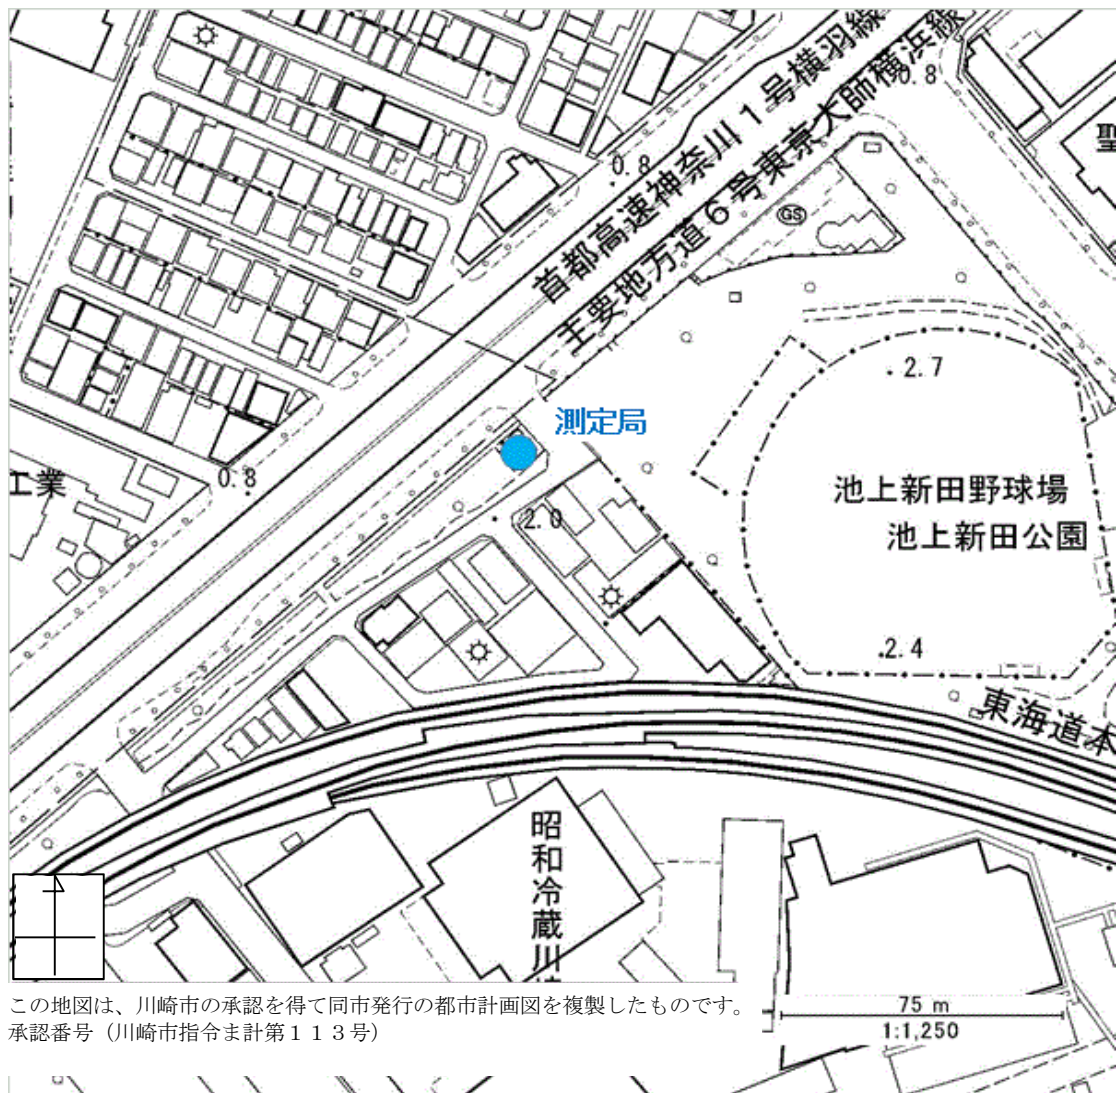 首都高速神奈川1号横羽線
主要地方道6号東京大師横浜線
0.8
0.8
聖
GS
2.7
測定局
工業
0.8
池上新田野球場
池上新田公園
2.0
2.4
東海道本
昭和冷蔵川
この地図は、川崎市の承認を得て同市発行の都市計画図を複製したものです。
承認番号（川崎市指令ま計第１１３号）
75 m
1:1,250